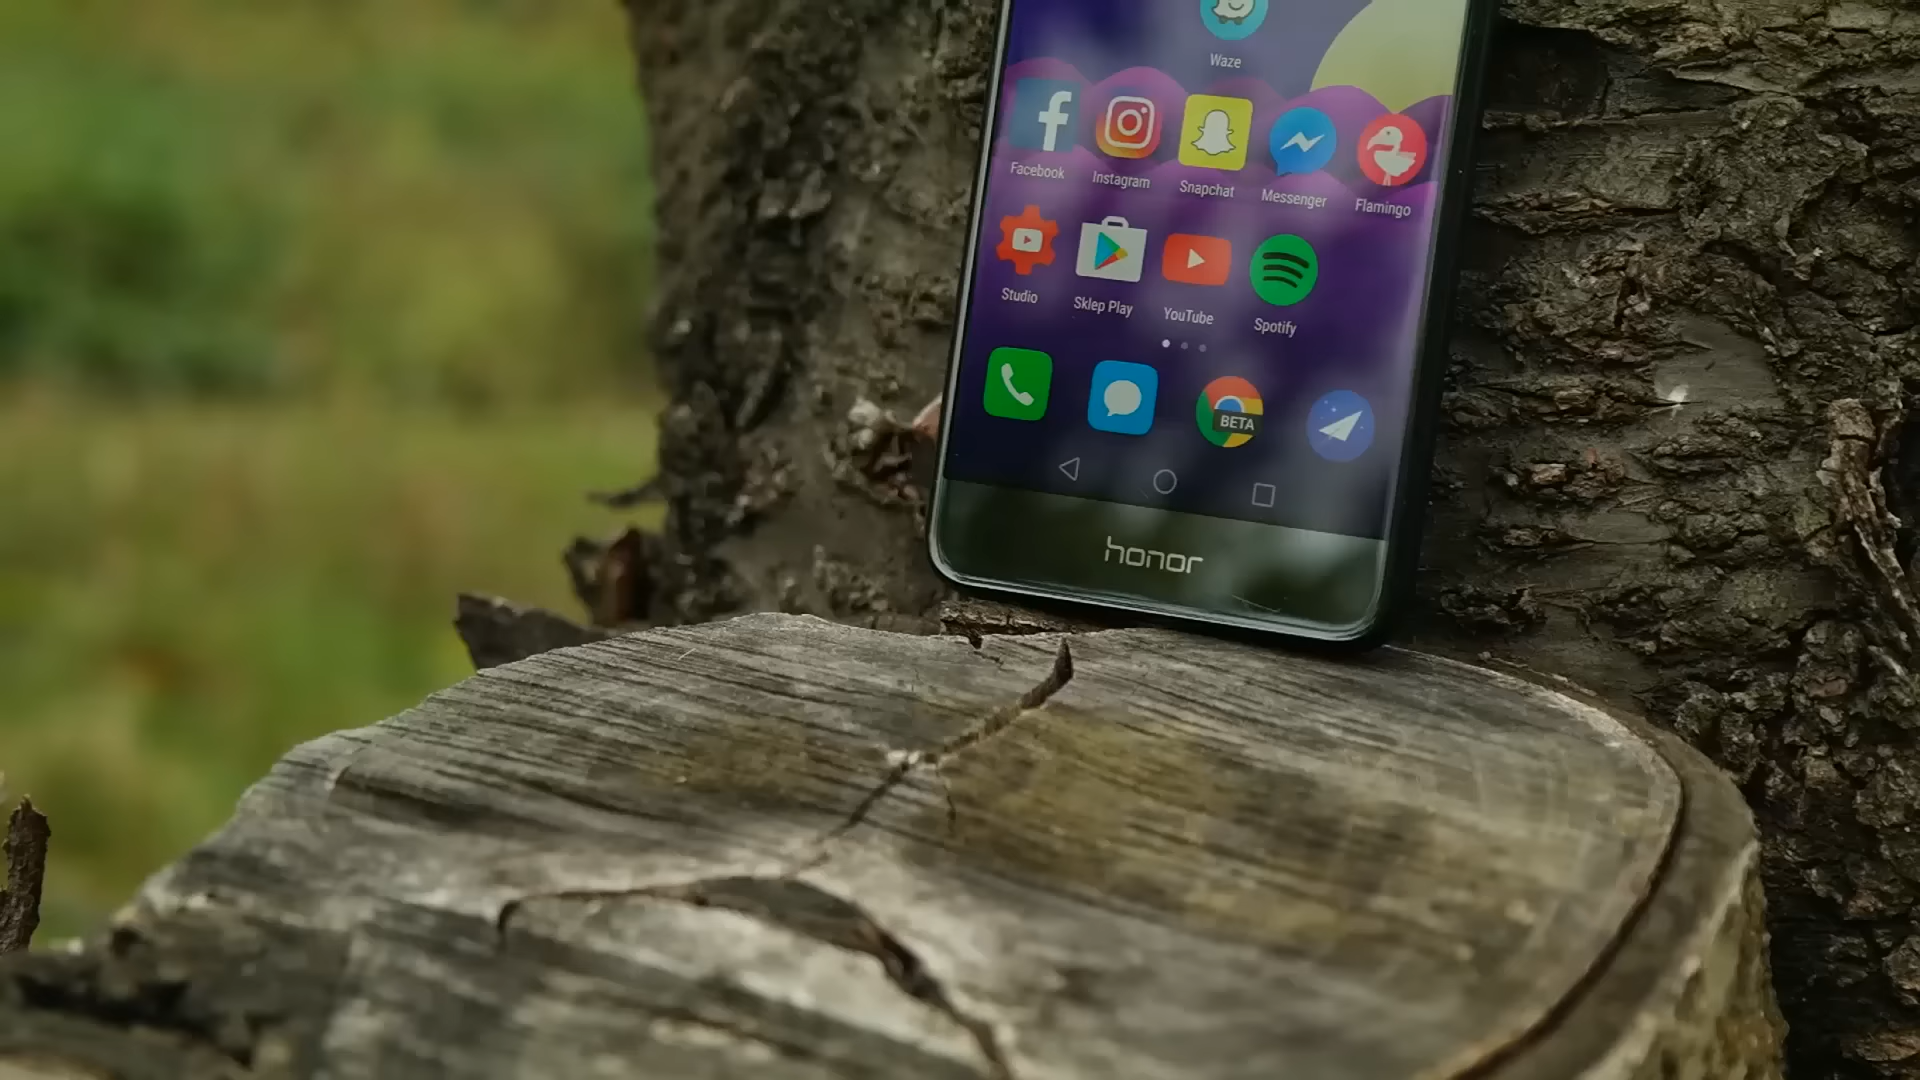 Waze
Facebook Instagram Snapchat Messenger Flamingo
Studio Sklep Play YouTube Spotify
BETA
honor